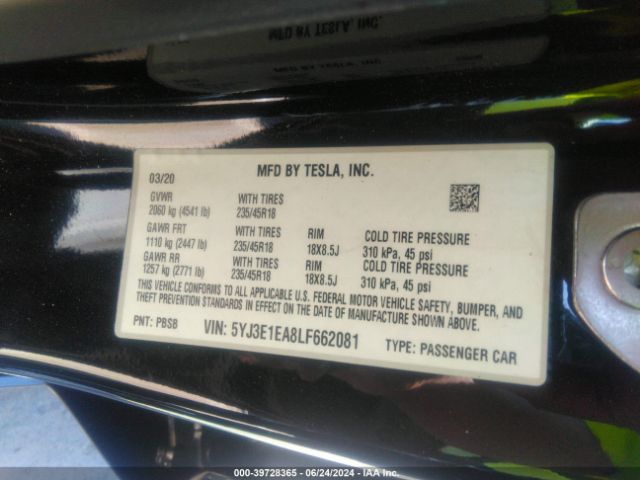 MFD BY TESLA, INC.
03/20
MFD BY TESLA, INC.
GVWR WITH TIRES
2060 kg (4541 lb) 235/45R18
GAWR FRT WITH TIRES RIM COLD TIRE PRESSURE
1110 kg (2447 lb) 235/45R18 18X8.5J 310 kPa, 45 psi
GAWR RR WITH TIRES RIM COLD TIRE PRESSURE
1257 kg (2771 lb) 235/45R18 18X8.5J 310 kPa, 45 psi
THIS VEHICLE CONFORMS TO ALL APPLICABLE U.S. FEDERAL MOTOR VEHICLE SAFETY, BUMPER, AND
THEFT PREVENTION STANDARDS IN EFFECT ON THE DATE OF MANUFACTURE SHOWN ABOVE.
PNT: PBSB VIN: 5YJ3E1EA8LF662081 TYPE: PASSENGER CAR
000-39728365 - 06/24/2024 - IAA Inc.